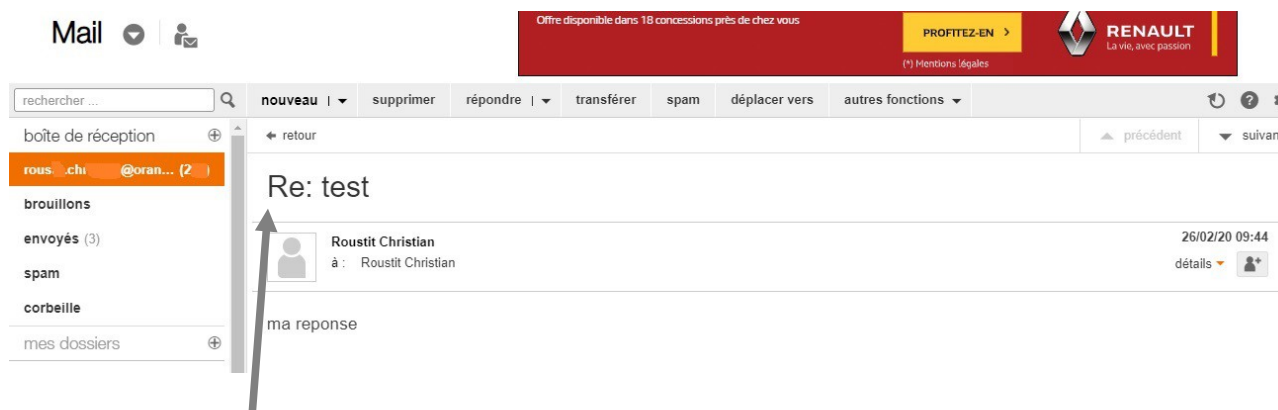 Mail
Offre disponible dans 18 concessions près de chez vous
PROFITEZ-EN >
(*) Mentions légales
RENAULT
La vie, avec passion
rechercher ...
nouveau | supprimer répondre | transférer spam déplacer vers autres fonctions
boîte de réception
retour
précédent suivan
@oran... (2
Re: test
brouillons
envoyés (3)
Roustit Christian
26/02/20 09:44
à : Roustit Christian
détails
spam
corbeille
ma reponse
mes dossiers